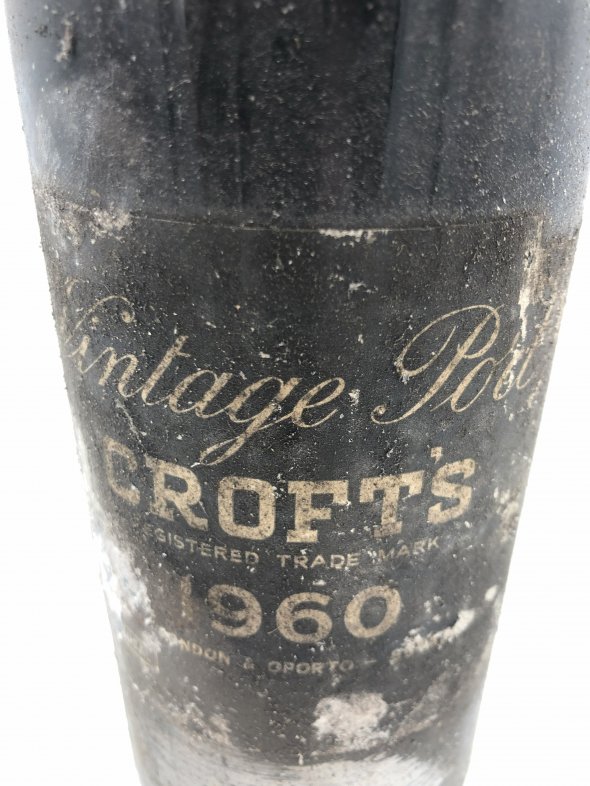 Vintage Port
CROFT'S
REGISTERED TRADE MARK
1960
LONDON & OPORTO